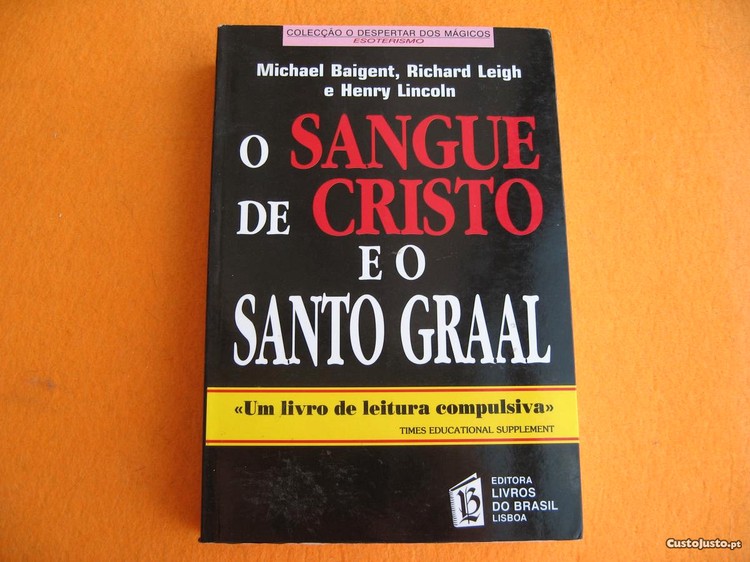 COLECÇÃO O DESPERTAR DOS MÁGICOS
ESOTERISMO
Michael Baigent, Richard Leigh
e Henry Lincoln
O SANGUE
DE CRISTO
E O
SANTO GRAAL
«Um livro de leitura compulsiva»
TIMES EDUCATIONAL SUPPLEMENT
LB
EDITORA
LIVROS
DO BRASIL
LISBOA
CustoJusto.pt